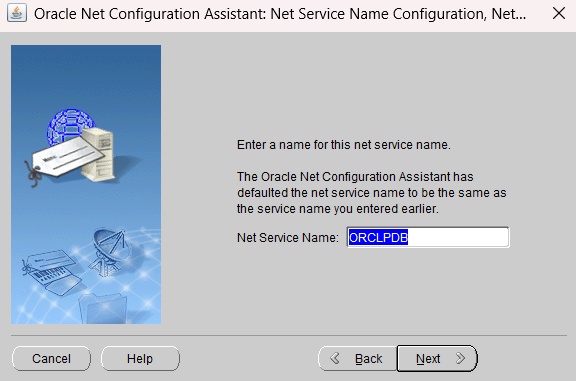 Oracle Net Configuration Assistant: Net Service Name Configuration, Net...
Enter a name for this net service name.
The Oracle Net Configuration Assistant has
defaulted the net service name to be the same as
the service name you entered earlier.
Net Service Name: ORCLPDB
Cancel Help Back Next